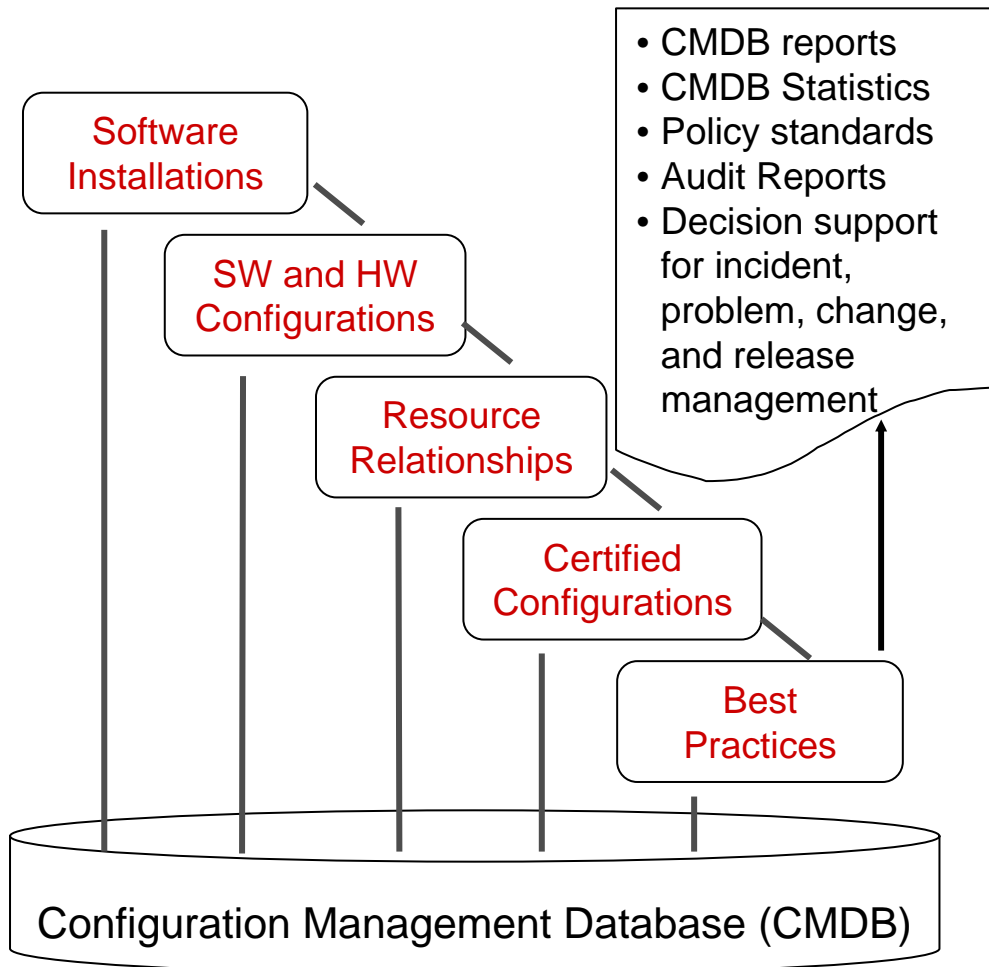 Software
Installations
SW and HW
Configurations
Resource
Relationships
Certified
Configurations
Best
Practices
• CMDB reports
• CMDB Statistics
• Policy standards
• Audit Reports
• Decision support
for incident,
problem, change,
and release
management
Configuration Management Database (CMDB)